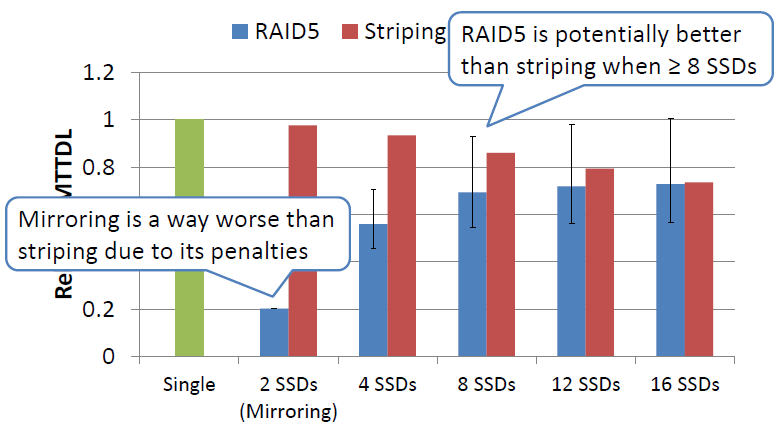 RAID5 Striping
RAID5 is potentially better
than striping when ≥ 8 SSDs
1.2
1
0.8
Mirroring is a way worse than
striping due to its penalties
0.2
0
MTTDL
Single
2 SSDs
(Mirroring)
4 SSDs
8 SSDs
12 SSDs
16 SSDs